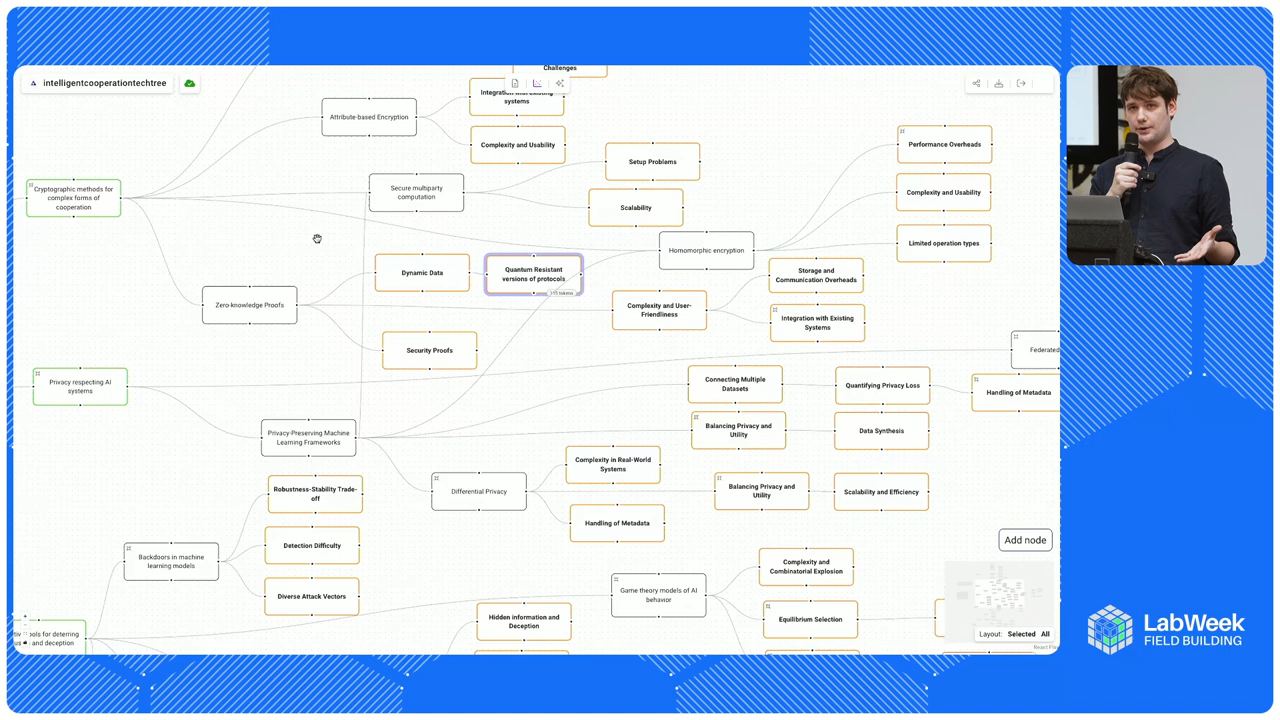 intelligentcooperationtechtree
Challenges
Integration with Existing
systems
Attribute-based Encryption
Complexity and Usability
Cryptographic methods for
complex forms of
cooperation
Secure multiparty
computation
Setup Problems
Scalability
Performance Overheads
Complexity and Usability
Limited operation types
Homomorphic encryption
Zero-knowledge Proofs
Dynamic Data
Quantum Resistant
versions of protocols
115 tokens
Security Proofs
Complexity and User-
Friendliness
Storage and
Communication Overheads
Integration with Existing
Systems
Federated
Privacy respecting AI
systems
Connecting Multiple
Datasets
Quantifying Privacy Loss
Handling of Metadata
Balancing Privacy and
Utility
Data Synthesis
Privacy-Preserving Machine
Learning Frameworks
Complexity in Real-World
Systems
Differential Privacy
Balancing Privacy and
Utility
Scalability and Efficiency
Handling of Metadata
Robustness-Stability Trade-
off
Detection Difficulty
Backdoors in machine
learning models
Diverse Attack Vectors
Add node
Complexity and
Combinatorial Explosion
Game theory models of AI
behavior
Equilibrium Selection
Hidden information and
Deception
tools for deterring
and deception
Layout: Selected All
React Flow
LabWeek
FIELD BUILDING